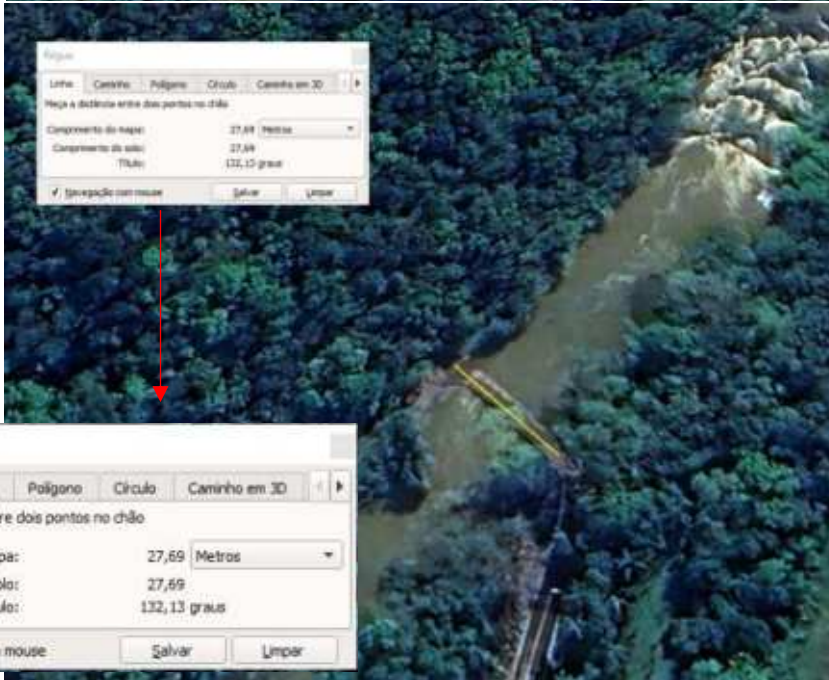 Régua
Linha Caminho Polígono Círculo Caminho em 3D
Meça a distância entre dois pontos no chão
Comprimento do mapa: 27,69 Metros
Comprimento do solo: 27,69
Título: 132,13 graus
Navegação com mouse Salvar Limpar
Polígono Círculo Caminho em 3D
re dois pontos no chão
pa: 27,69 Metros
olo: 27,69
ulo: 132,13 graus
mouse Salvar Limpar